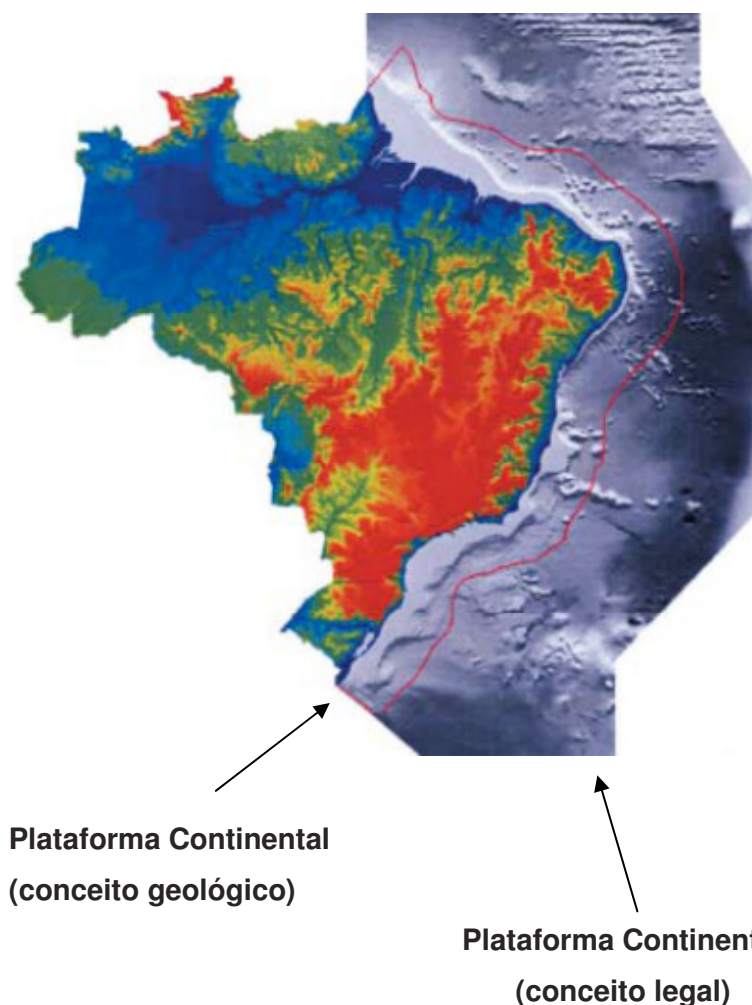 Plataforma Continental
(conceito geológico)
Plataforma Continent
(conceito legal)